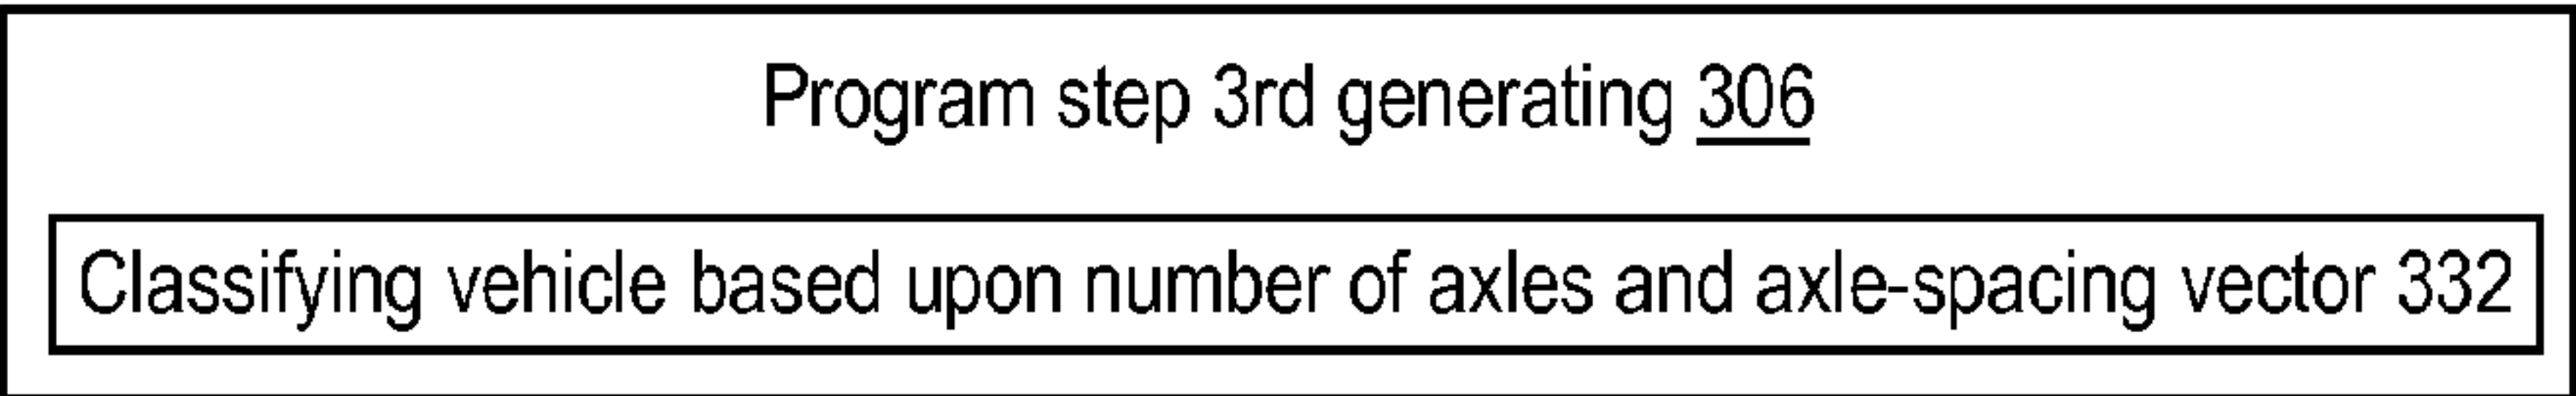 Program step 3rd generating 306
Classifying vehicle based upon number of axles and axle-spacing vector 332